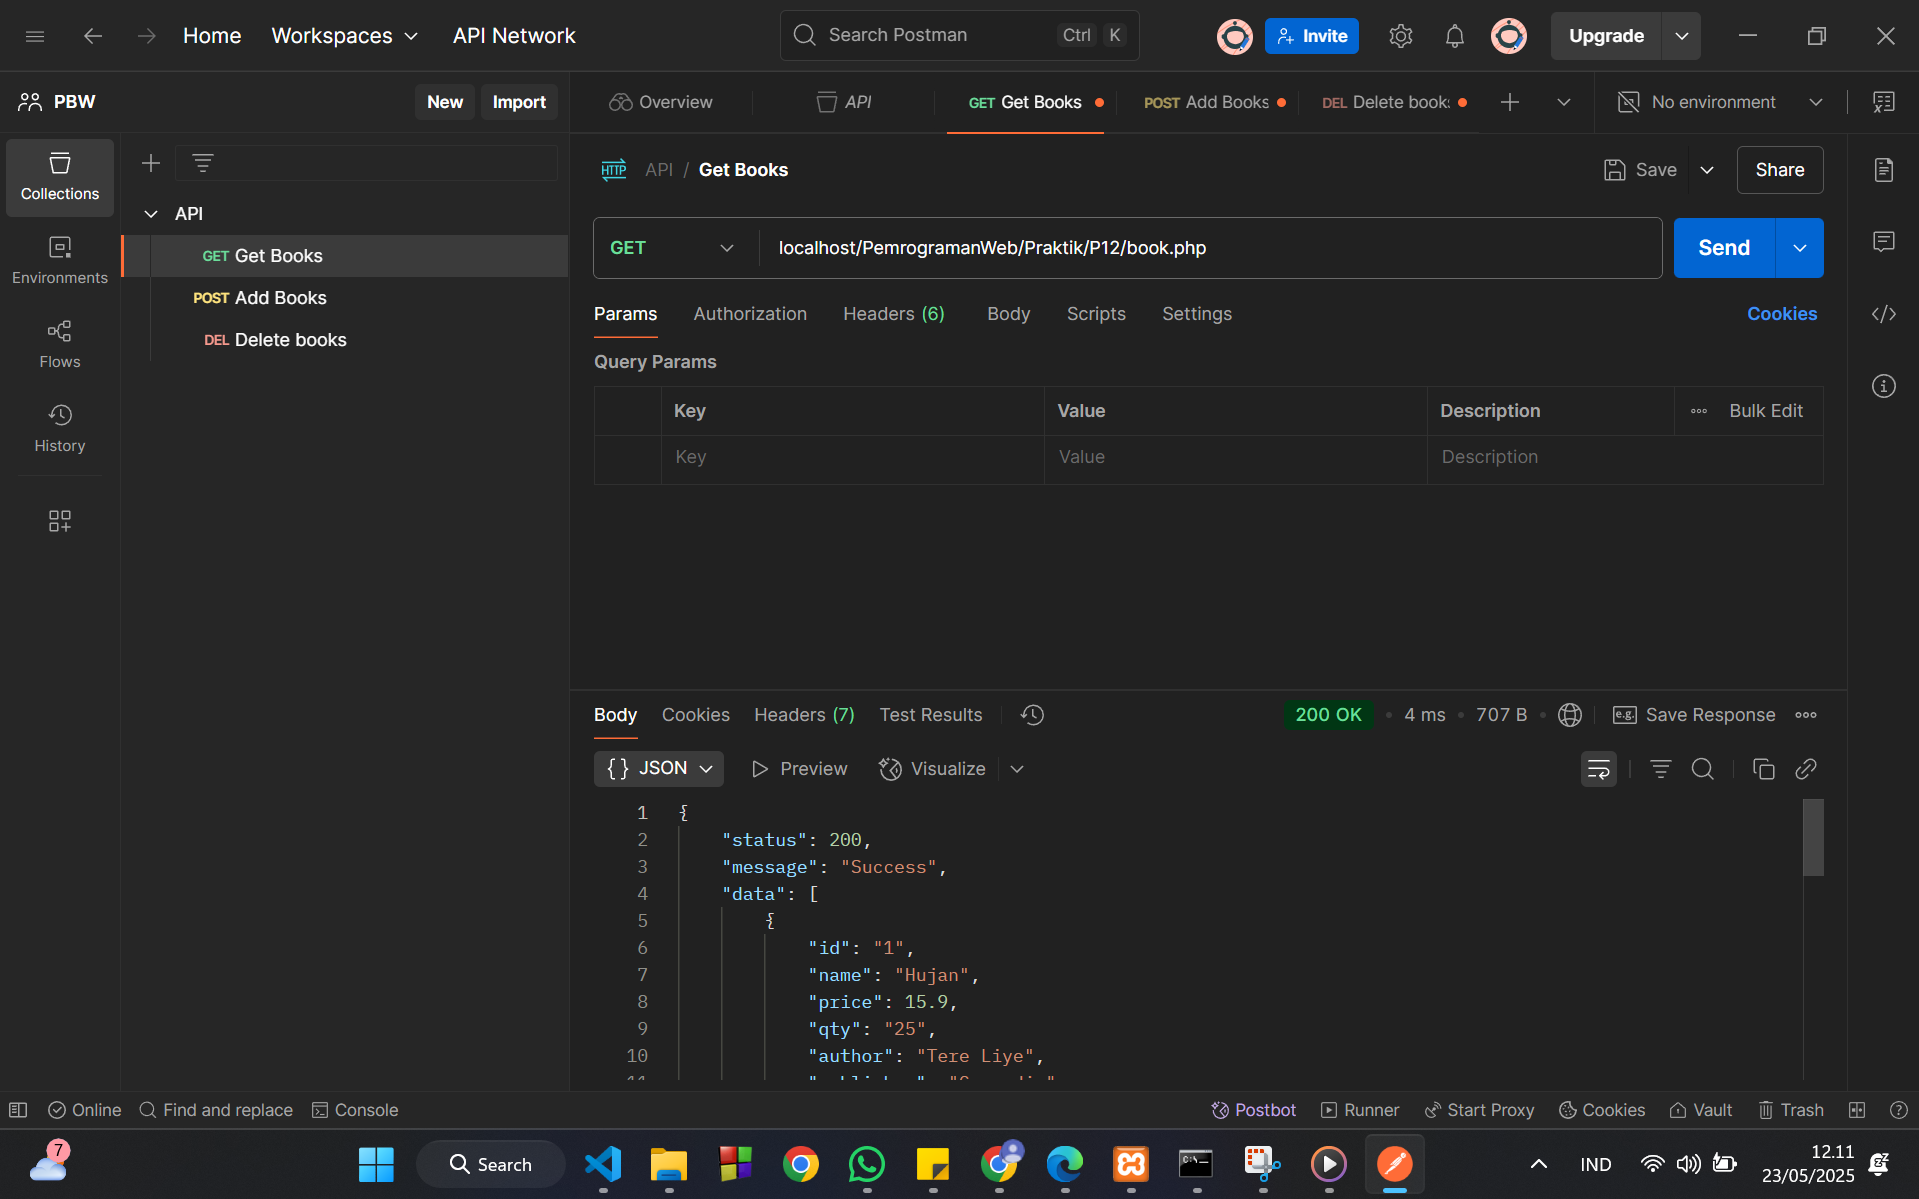 Home Workspaces API Network Search Postman Ctrl K Invite Upgrade
PBW New Import Overview API GET Get Books POST Add Books DEL Delete books No environment
Collections
Environments
Flows
History
API
GET Get Books
POST Add Books
DEL Delete books
HTTP API / Get Books Save Share
GET localhost/PemrogramanWeb/Praktik/P12/book.php Send
Params Authorization Headers (6) Body Scripts Settings Cookies
Query Params
Key Value Description Bulk Edit
Key Value Description
Body Cookies Headers (7) Test Results 200 OK • 4 ms • 707 B • e.g. Save Response
{} JSON Preview Visualize
1 {
2 "status": 200,
3 "message": "Success",
4 "data": [
5 {
6 "id": "1",
7 "name": "Hujan",
8 "price": 15.9,
9 "qty": "25",
10 "author": "Tere Liye",
Online Find and replace Console Postbot Runner Start Proxy Cookies Vault Trash
7 Search IND 12.11
23/05/2025